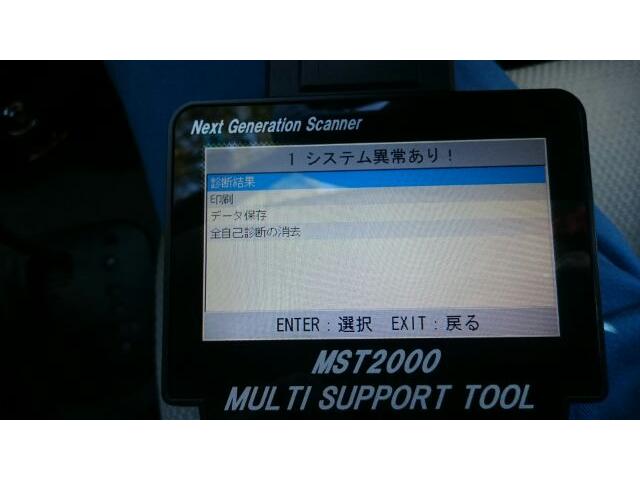 Next Generation Scanner
1 システム異常あり!
診断結果
印刷
データ保存
全自己診断の消去
ENTER:選択 EXIT:戻る
MST2000
MULTI SUPPORT TOOL